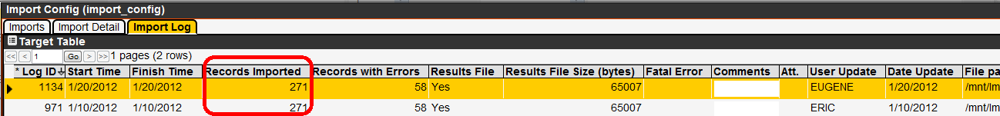 Import Config (import_config)
Imports Import Detail Import Log
Target Table
<< < 1 Go > >> 1 pages (2 rows)
* Log ID Start Time Finish Time Records Imported Records with Errors Results File Results File Size (bytes) Fatal Error Comments Att. User Update Date Update File pa
1134 1/20/2012 1/20/2012 271 58 Yes 65007 EUGENE 1/20/2012 /mnt/lm
971 1/10/2012 1/10/2012 271 58 Yes 65007 ERIC 1/10/2012 /mnt/lm